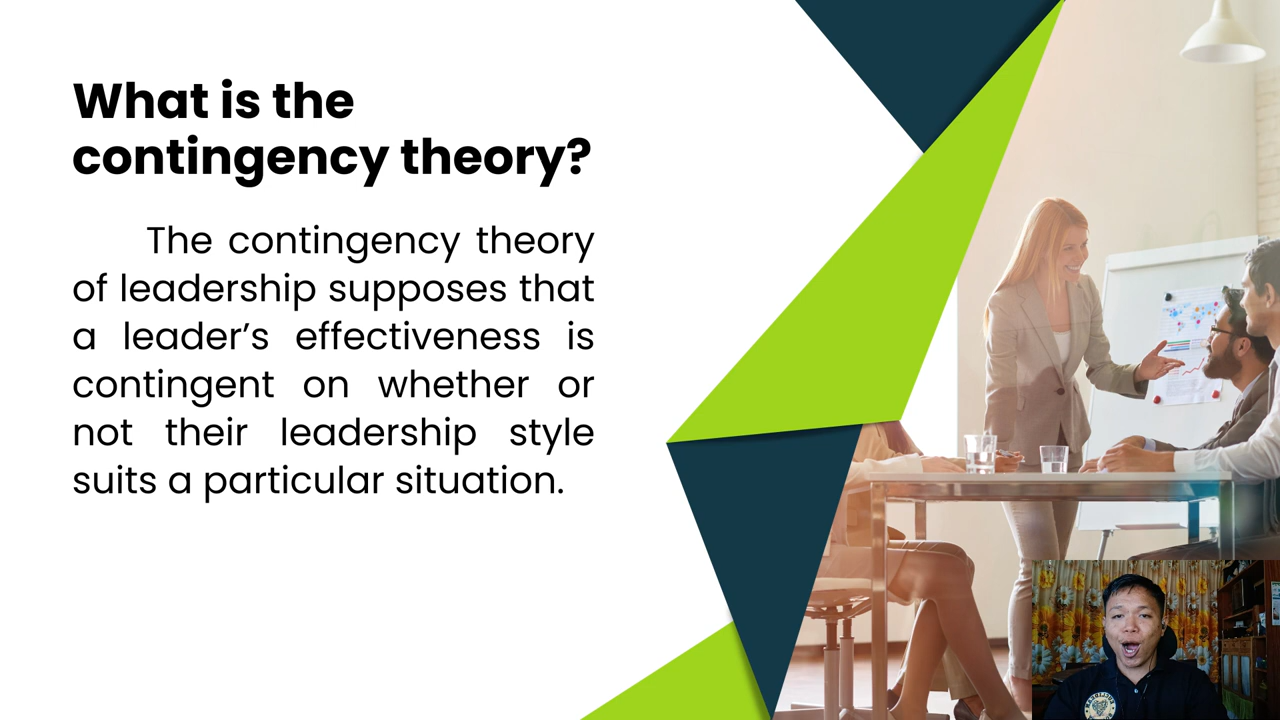 What is the
contingency theory?
The contingency theory
of leadership supposes that
a leader’s effectiveness is
contingent on whether or
not their leadership style
suits a particular situation.